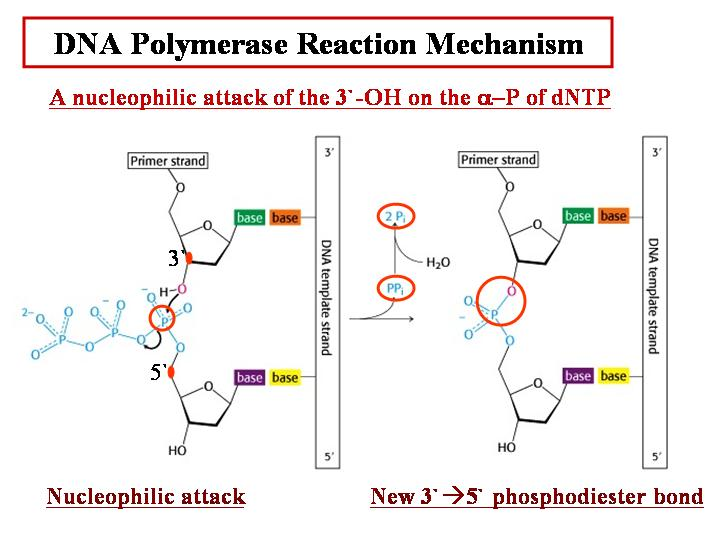 DNA Polymerase Reaction Mechanism
A nucleophilic attack of the 3`-OH on the α–P of dNTP
Primer strand
3′
O
O
base base
3`
H–O
2–
O
O
O
O
–
O
–
O
P
P
P
O
O
O
O
O
5`
O
base base
HO
5′
DNA template strand
2 Pi
H₂O
PPi
Primer strand
3′
O
O
base base
O
O
P
–
O
O
O
base base
HO
5′
DNA template strand
Nucleophilic attack
New 3` →5` phosphodiester bond